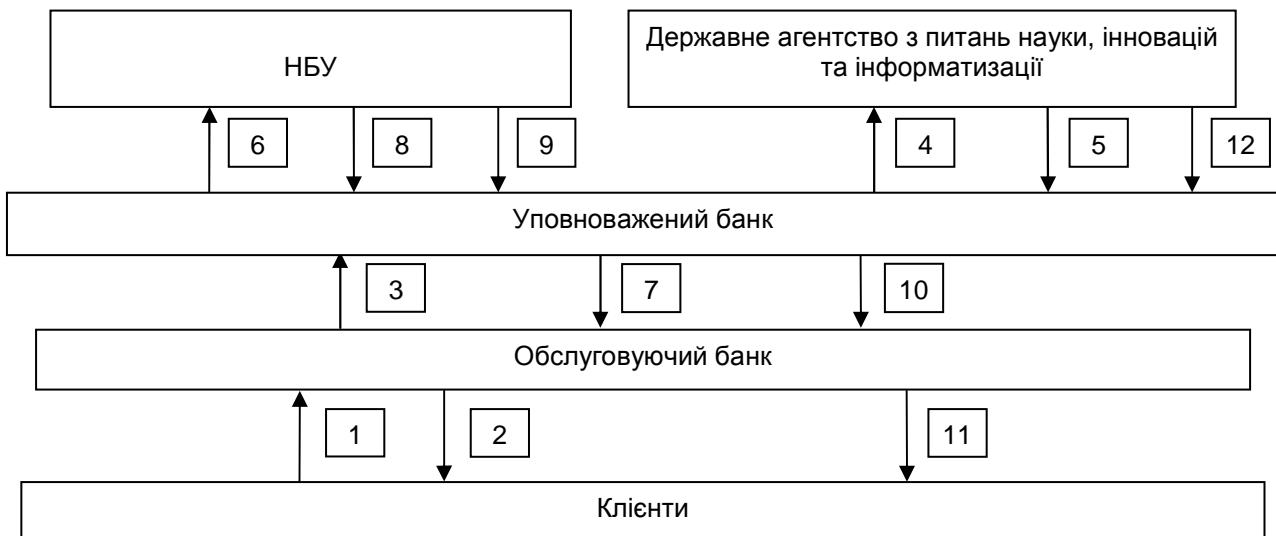 НБУ
Державне агентство з питань науки, інновацій
та інформатизації
6
8
9
4
5
12
Уповноважений банк
3
7
10
Обслуговуючий банк
1
2
11
Клієнти